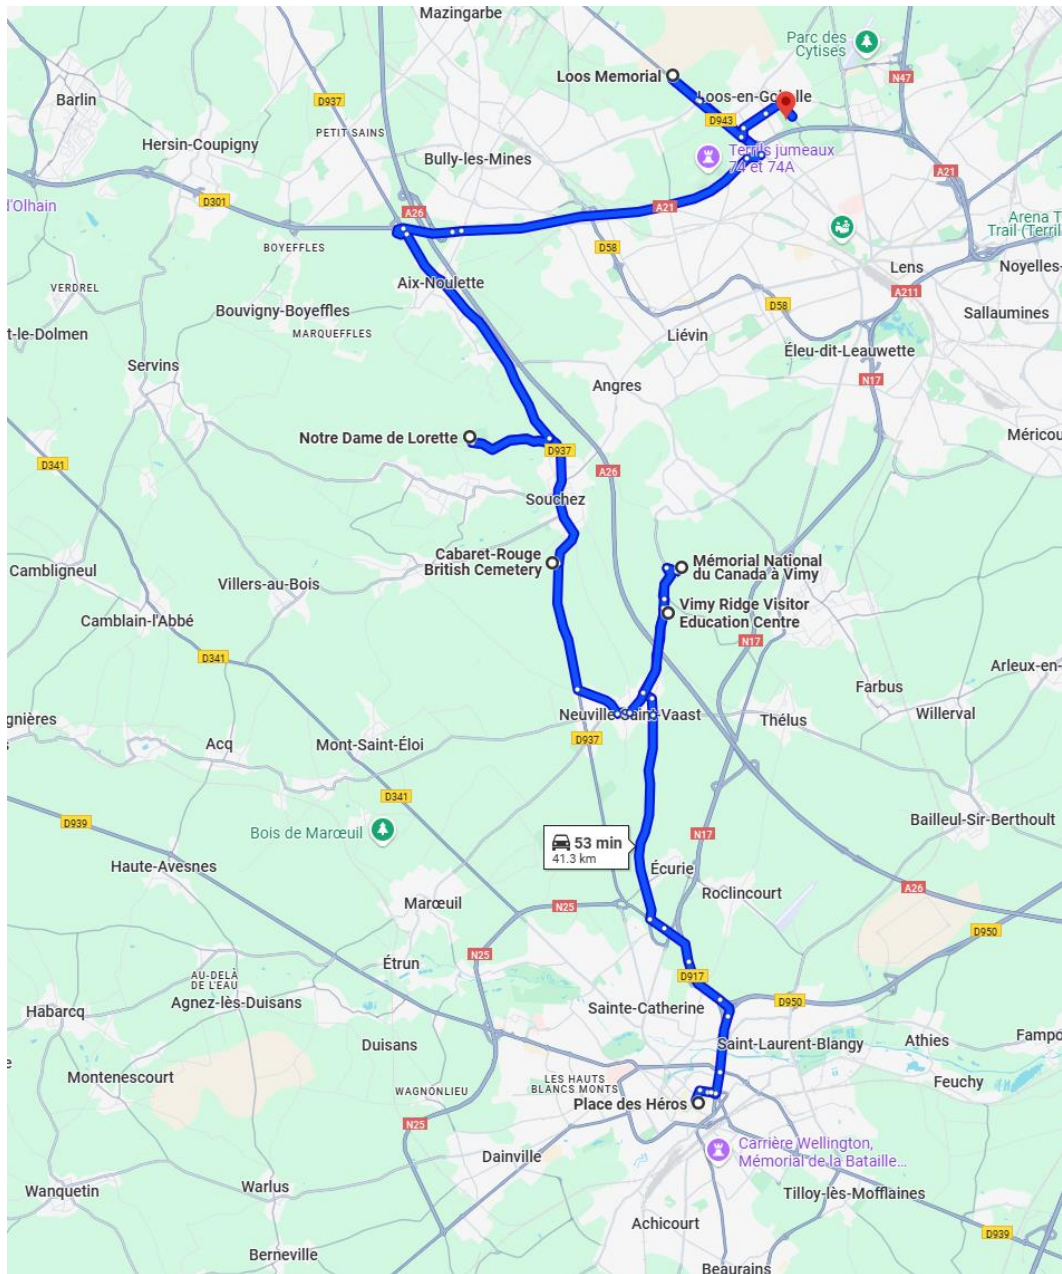 Mazingarbe
Parc des
Cytises
Loos Memorial
N47
Barlin
D937
Loos-en-Gohelle
D943
PETIT SAINS
Hersin-Coupigny
Bully-les-Mines
Terrils jumeaux
74 et 74A
A21
d'Olhain
D301
A26
A21
Arena T
Trail (Terril
BOYEFFLES
D58
Lens
Noyelles-
VERDREL
Aix-Noulette
A211
Bouvigny-Boyeffles
D58
Sallaumines
t-le-Dolmen
MARQUEFFLES
Liévin
Éleu-dit-Leauwette
Servins
N17
Angres
Notre Dame de Lorette
Méricou
D341
D937
A26
Souchez
Cabaret-Rouge
British Cemetery
Mémorial National
du Canada à Vimy
Cambligneul
Villers-au-Bois
Vimy Ridge Visitor
Education Centre
Camblain-l'Abbé
N17
D341
Arleux-en-
Farbus
gnières
Neuville-Saint-Vaast
Thélus
Willerval
Acq
Mont-Saint-Éloi
D937
D341
D939
Bois de Marœuil
N17
Bailleul-Sir-Berthoult
53 min
41.3 km
Haute-Avesnes
Écurie
A26
Marœuil
N25
Roclincourt
D950
N25
Étrun
AU-DELÀ
DE L'EAU
D917
Agnez-lès-Duisans
Sainte-Catherine
D950
Habarcq
Athies
Fampo
Duisans
Saint-Laurent-Blangy
Montenescourt
LES HAUTS
BLANCS MONTS
Feuchy
WAGNONLIEU
Place des Héros
N25
Carrière Wellington,
Mémorial de la Bataille...
Dainville
Wanquetin
Warlus
Tilloy-lès-Mofflaines
Achicourt
D939
Berneville
Beaurains